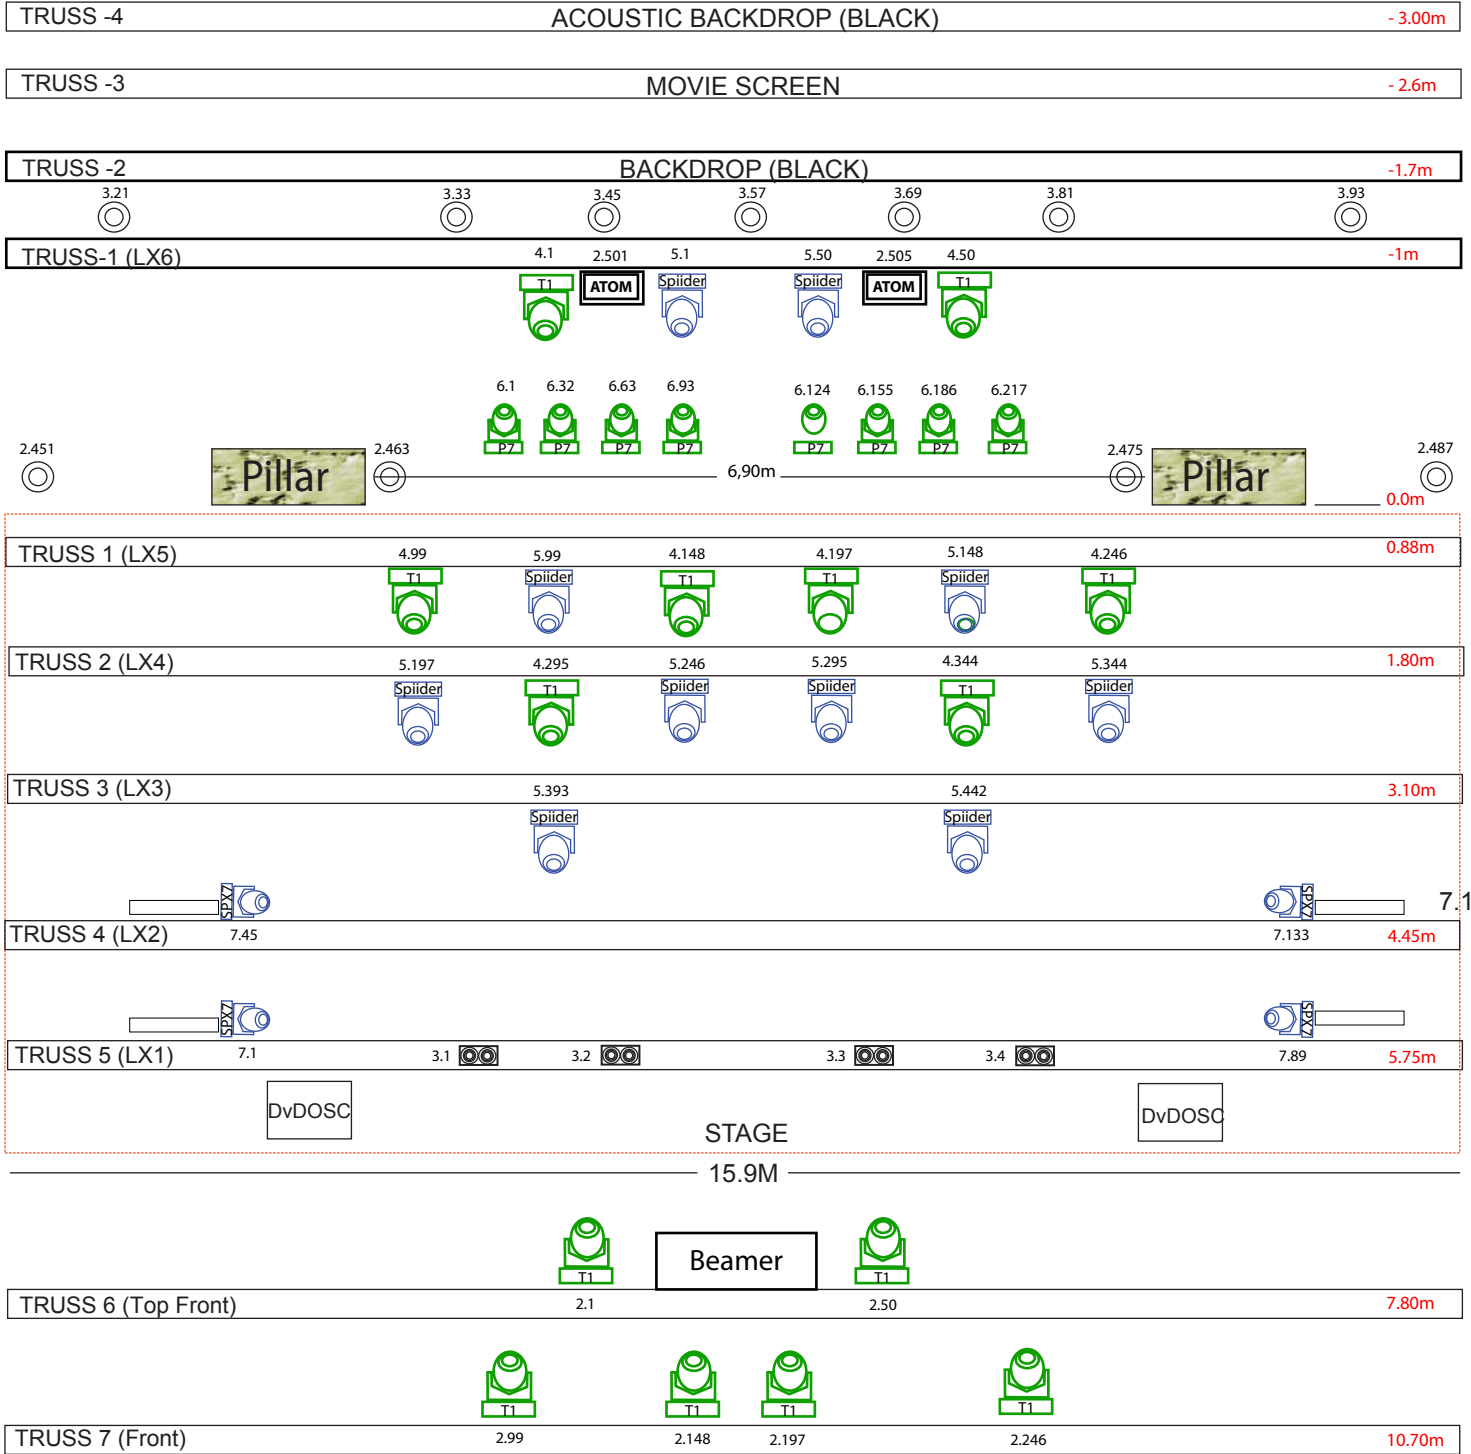 TRUSS -4 ACOUSTIC BACKDROP (BLACK) - 3.00m
TRUSS -3 MOVIE SCREEN - 2.6m
TRUSS -2 BACKDROP (BLACK) -1.7m
3.21 3.33 3.45 3.57 3.69 3.81 3.93
TRUSS-1 (LX6) 4.1 2.501 5.1 5.50 2.505 4.50 -1m
T1 ATOM Spiider Spiider ATOM T1
6.1 6.32 6.63 6.93 6.124 6.155 6.186 6.217
P7 P7 P7 P7 P7 P7 P7 P7
2.451 2.463 2.475 2.487
Pillar 6,90m Pillar
0.0m
TRUSS 1 (LX5) 4.99 5.99 4.148 4.197 5.148 4.246 0.88m
T1 Spiider T1 T1 Spiider T1
TRUSS 2 (LX4) 5.197 4.295 5.246 5.295 4.344 5.344 1.80m
Spiider T1 Spiider Spiider T1 Spiider
TRUSS 3 (LX3) 5.393 5.442 3.10m
Spiider Spiider
SPX7 SPX7 7.1
TRUSS 4 (LX2) 7.45 7.133 4.45m
SPX7 SPX7
TRUSS 5 (LX1) 7.1 3.1 3.2 3.3 3.4 7.89 5.75m
DvDOSC DvDOSC
STAGE
15.9M
Beamer
T1 T1
TRUSS 6 (Top Front) 2.1 2.50 7.80m
T1 T1 T1 T1
TRUSS 7 (Front) 2.99 2.148 2.197 2.246 10.70m